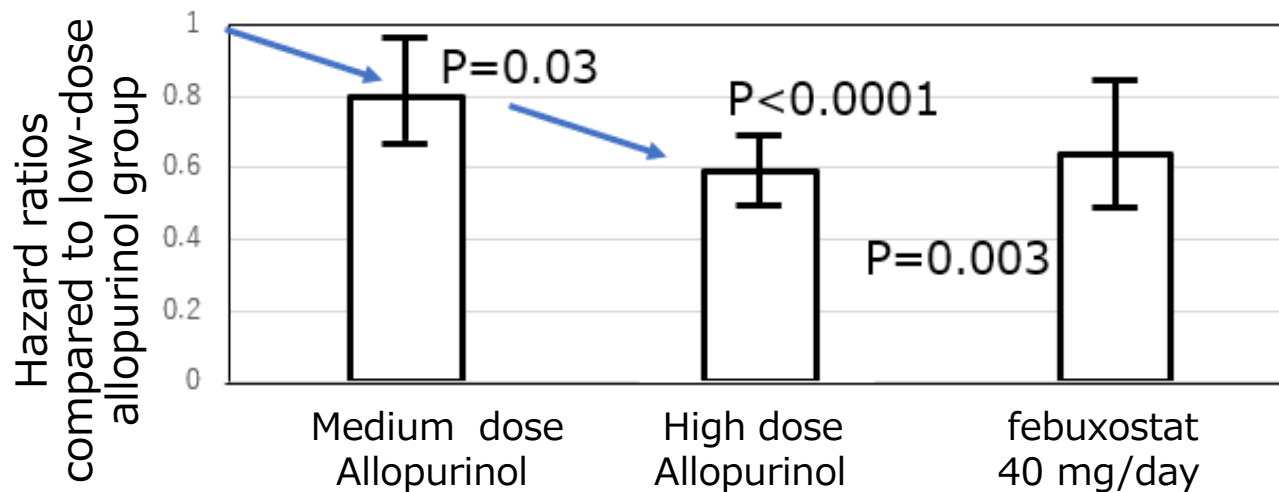 Hazard ratios
compared to low-dose
allopurinol group
1
0.8
0.6
0.4
0.2
0
P=0.03
P<0.0001
P=0.003
Medium dose
Allopurinol
High dose
Allopurinol
febuxostat
40 mg/day